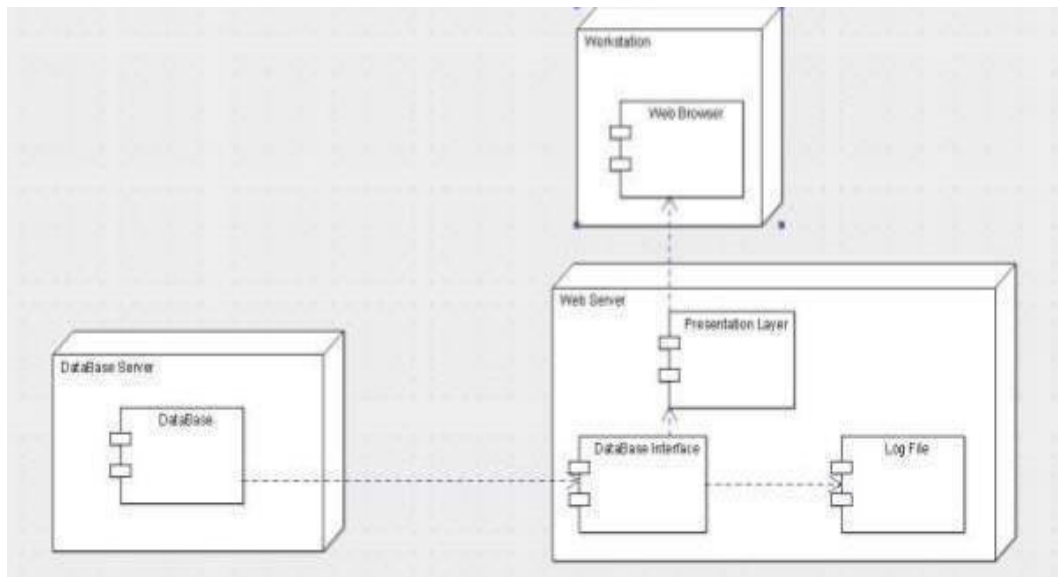 Workstation
Web Browser
Web Server
Presentation Layer
DataBase Server
DataBase
DataBase Interface
Log File